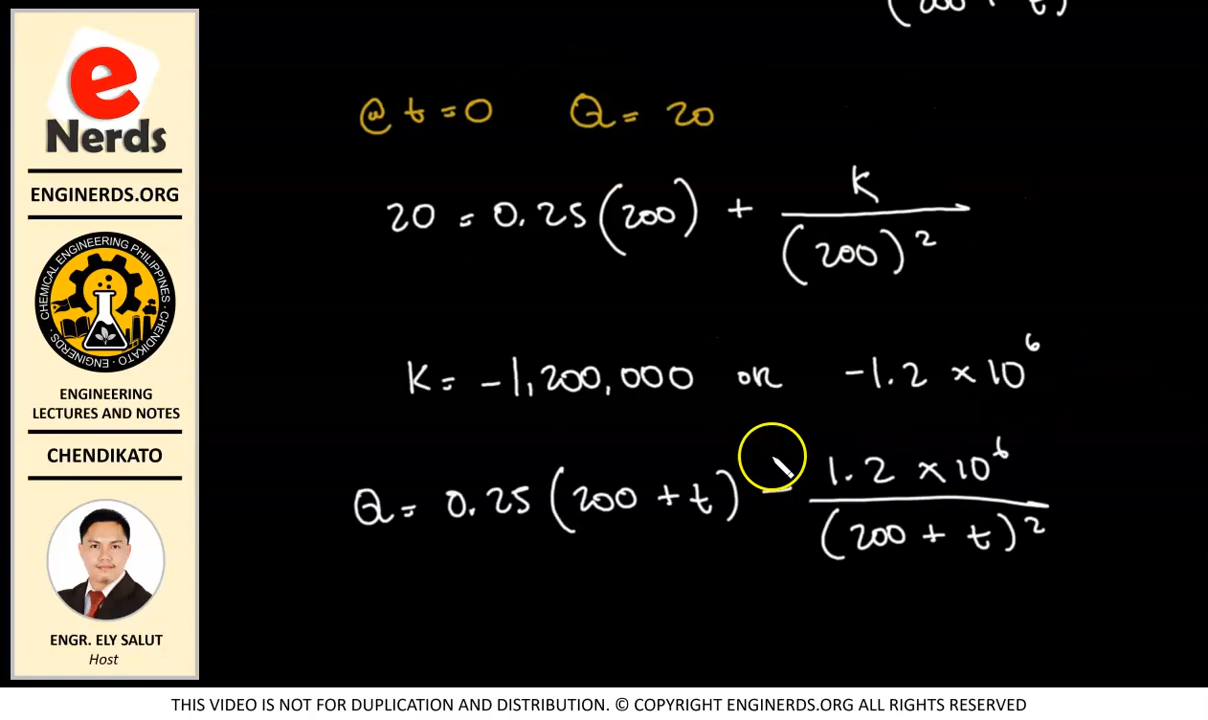 (200 + t)
e
Nerds
ENGINERDS.ORG
CHEMICAL ENGINEERING PHILIPPINES
CHENDIKATO · ENGINERDS
ENGINEERING
LECTURES AND NOTES
CHENDIKATO
ENGR. ELY SALUT
Host
@ t = 0 Q = 20
20 = 0.25 (200) + K / (200)²
K = -1,200,000 or -1.2 × 10⁶
Q = 0.25 (200 + t) - 1.2 × 10⁶ / (200 + t)²
THIS VIDEO IS NOT FOR DUPLICATION AND DISTRIBUTION. © COPYRIGHT ENGINERDS.ORG ALL RIGHTS RESERVED